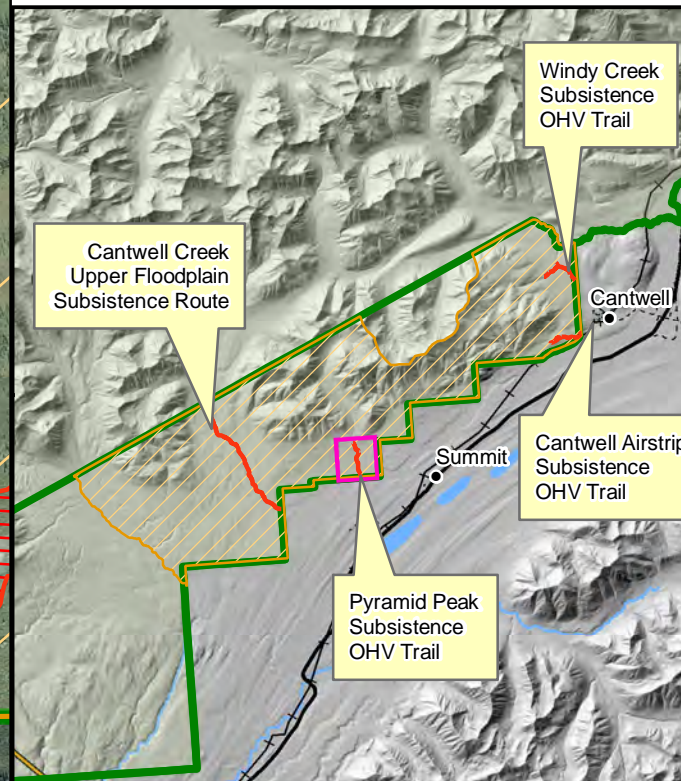 Windy Creek
Subsistence
OHV Trail
Cantwell Creek
Upper Floodplain
Subsistence Route
Cantwell
Summit
Cantwell Airstrip
Subsistence
OHV Trail
Pyramid Peak
Subsistence
OHV Trail